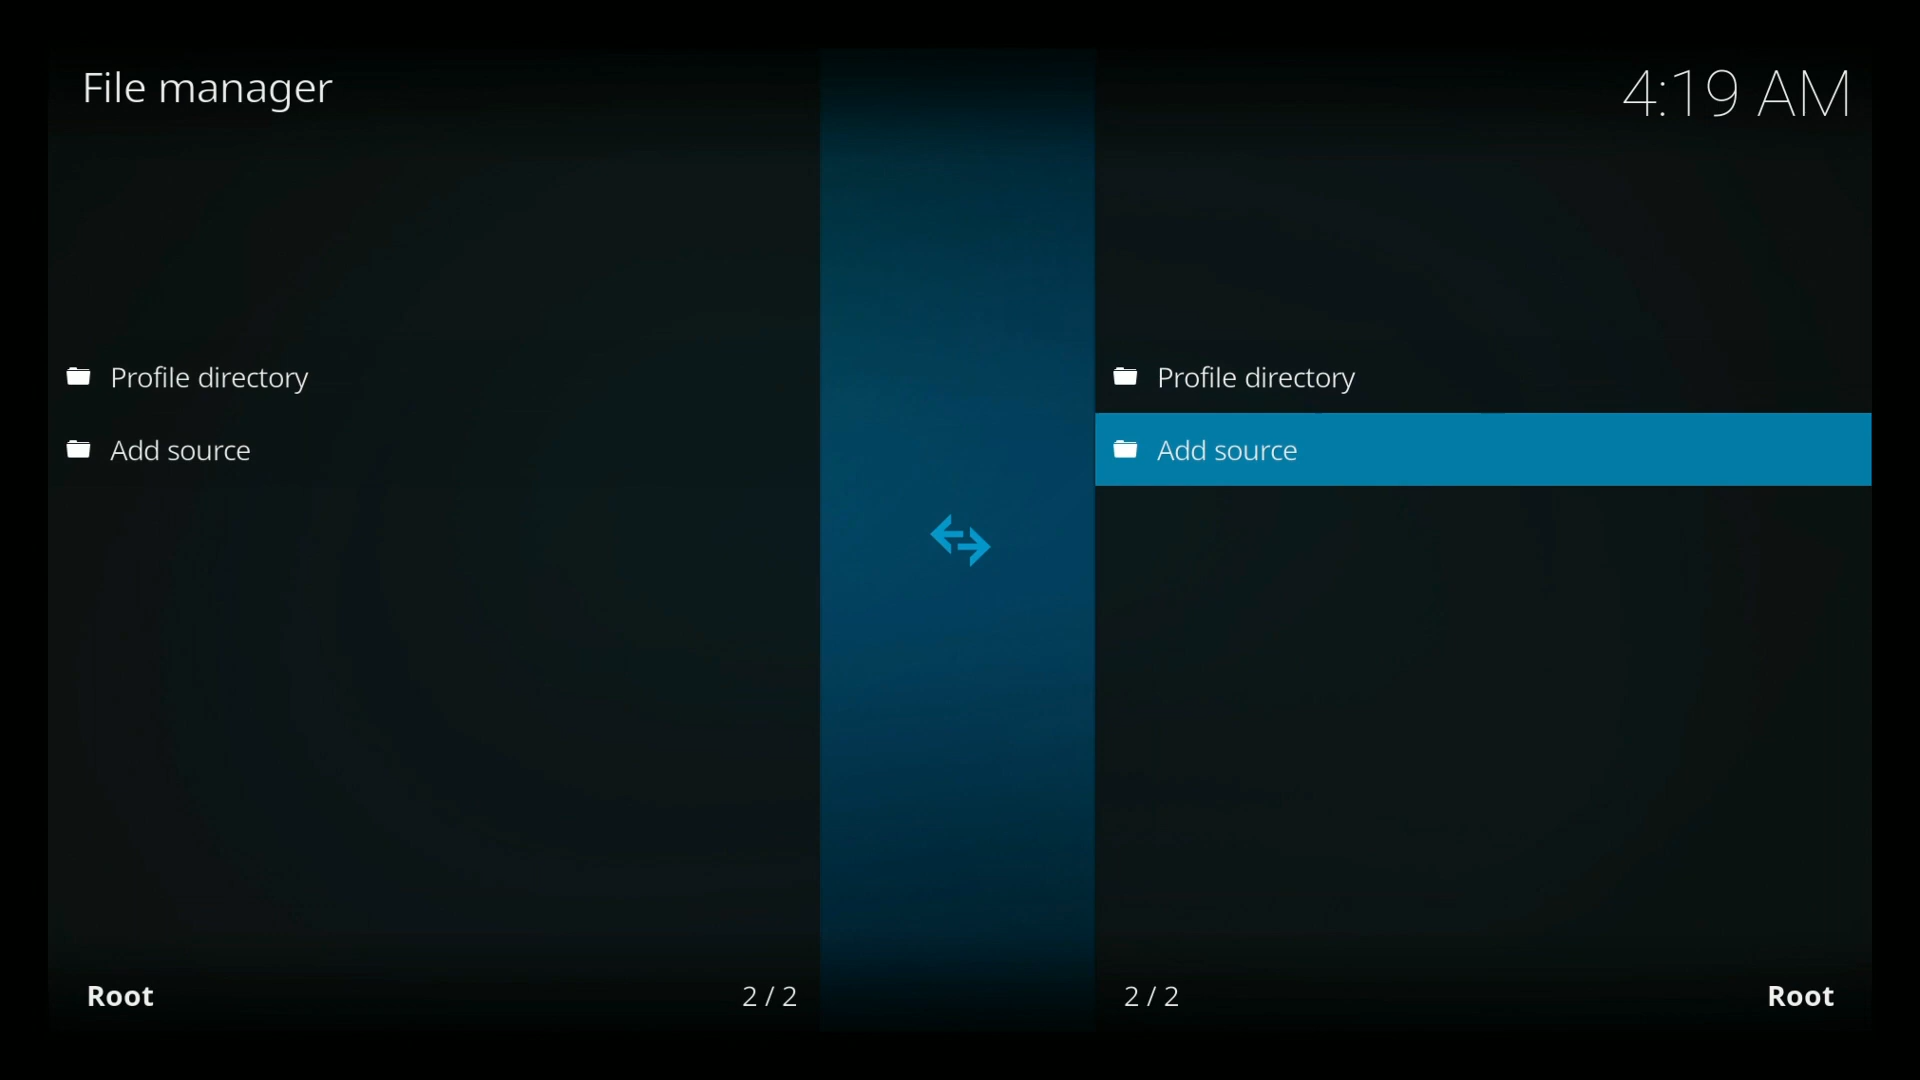 File manager
4:19 AM
Profile directory
Add source
Profile directory
Add source
Root
2 / 2
2 / 2
Root